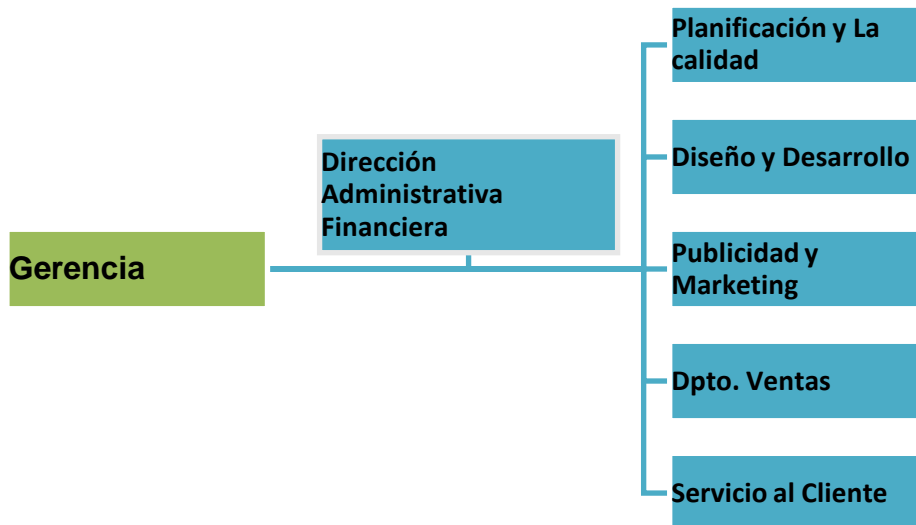 Gerencia
Dirección
Administrativa
Financiera
Planificación y La
calidad
Diseño y Desarrollo
Publicidad y
Marketing
Dpto. Ventas
Servicio al Cliente